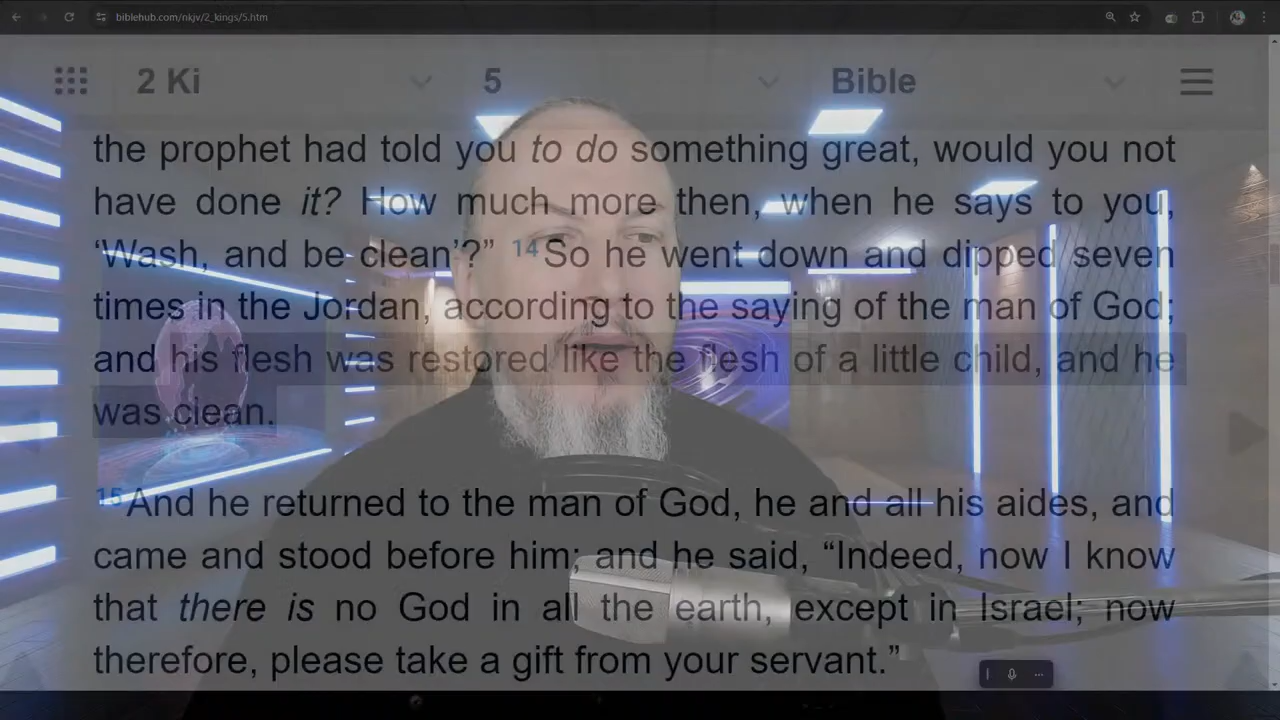 biblehub.com/nkjv/2_kings/5.htm
2 Ki 5 Bible
the prophet had told you to do something great, would you not
have done it? How much more then, when he says to you,
‘Wash, and be clean’?” 14So he went down and dipped seven
times in the Jordan, according to the saying of the man of God;
and his flesh was restored like the flesh of a little child, and he
was clean.
15And he returned to the man of God, he and all his aides, and
came and stood before him; and he said, “Indeed, now I know
that there is no God in all the earth, except in Israel; now
therefore, please take a gift from your servant.”